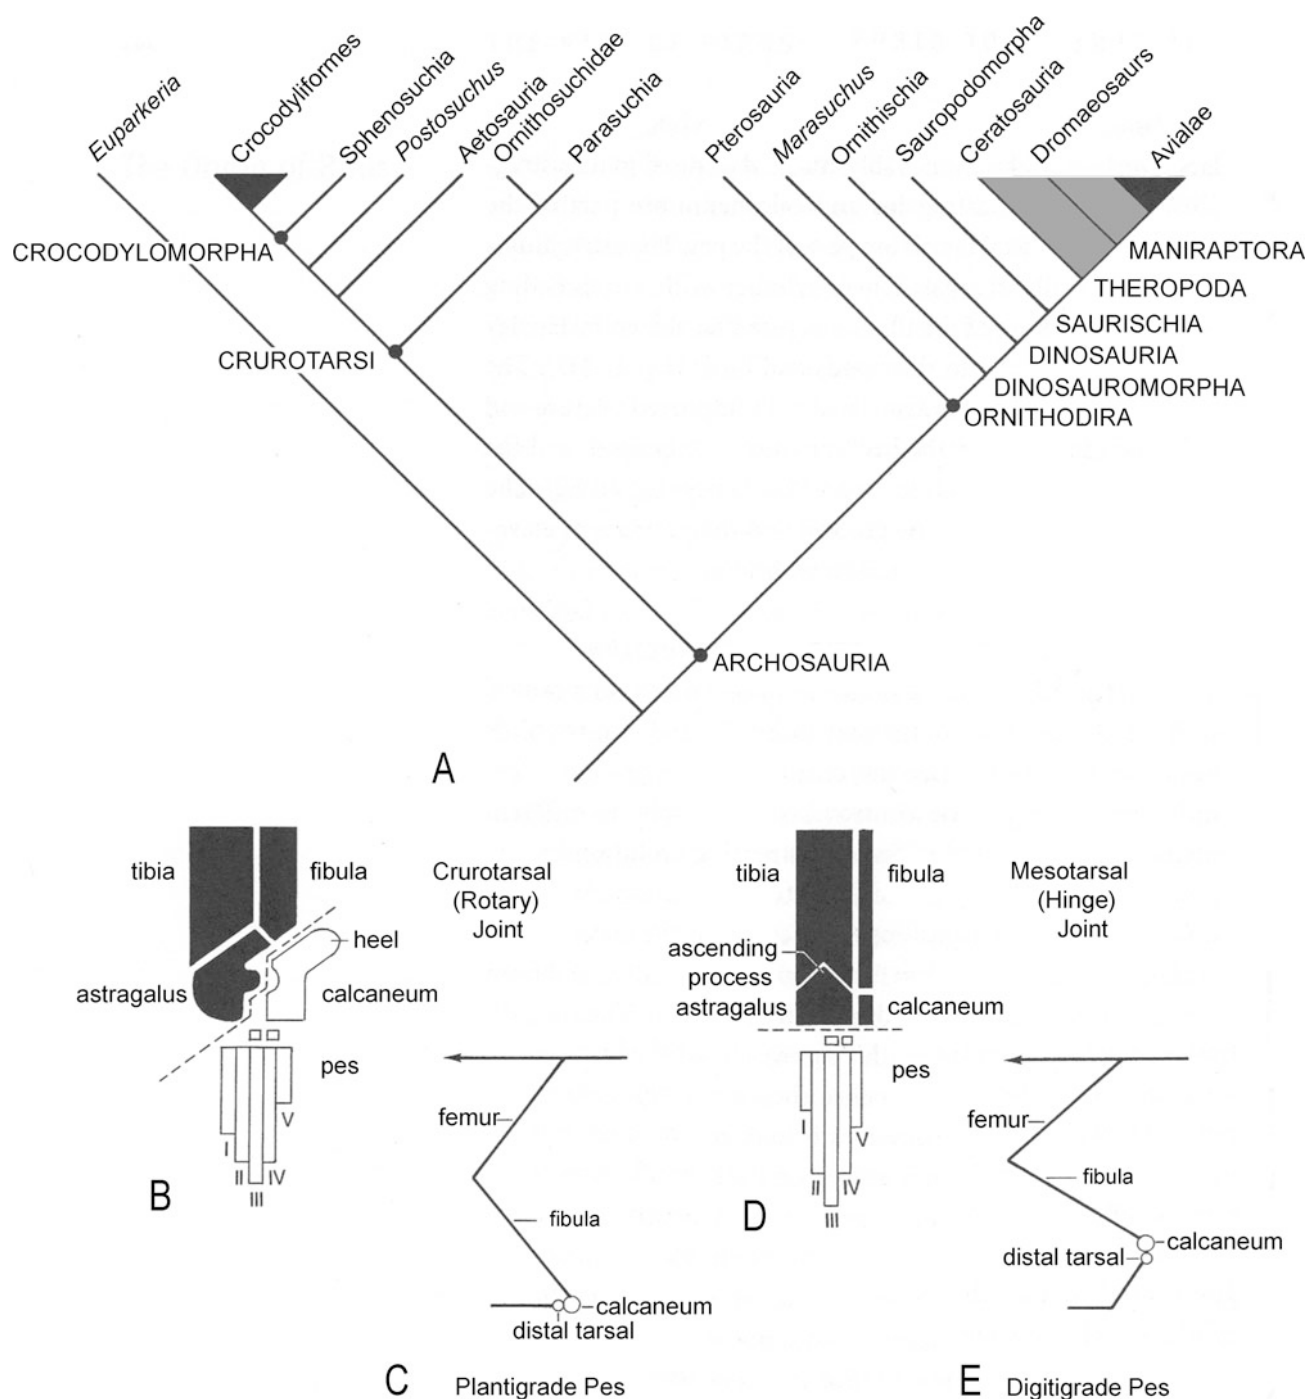 Euparkeria
Crocodyliformes
Sphenosuchia
Postosuchus
Aetosauria
Ornithosuchidae
Parasuchia
Pterosauria
Marasuchus
Ornithischia
Sauropodomorpha
Ceratosauria
Dromaeosaurs
Avialae
CROCODYLOMORPHA
CRUROTARSI
MANIRAPTORA
THEROPODA
SAURISCHIA
DINOSAURIA
DINOSAUROMORPHA
ORNITHODIRA
ARCHOSAURIA
A
tibia
fibula
heel
astragalus
calcaneum
pes
I
II
III
IV
V
B
Crurotarsal
(Rotary)
Joint
femur
fibula
calcaneum
distal tarsal
C
Plantigrade Pes
tibia
fibula
ascending
process
astragalus
calcaneum
pes
I
II
III
IV
V
D
Mesotarsal
(Hinge)
Joint
femur
fibula
calcaneum
distal tarsal
E
Digitigrade Pes